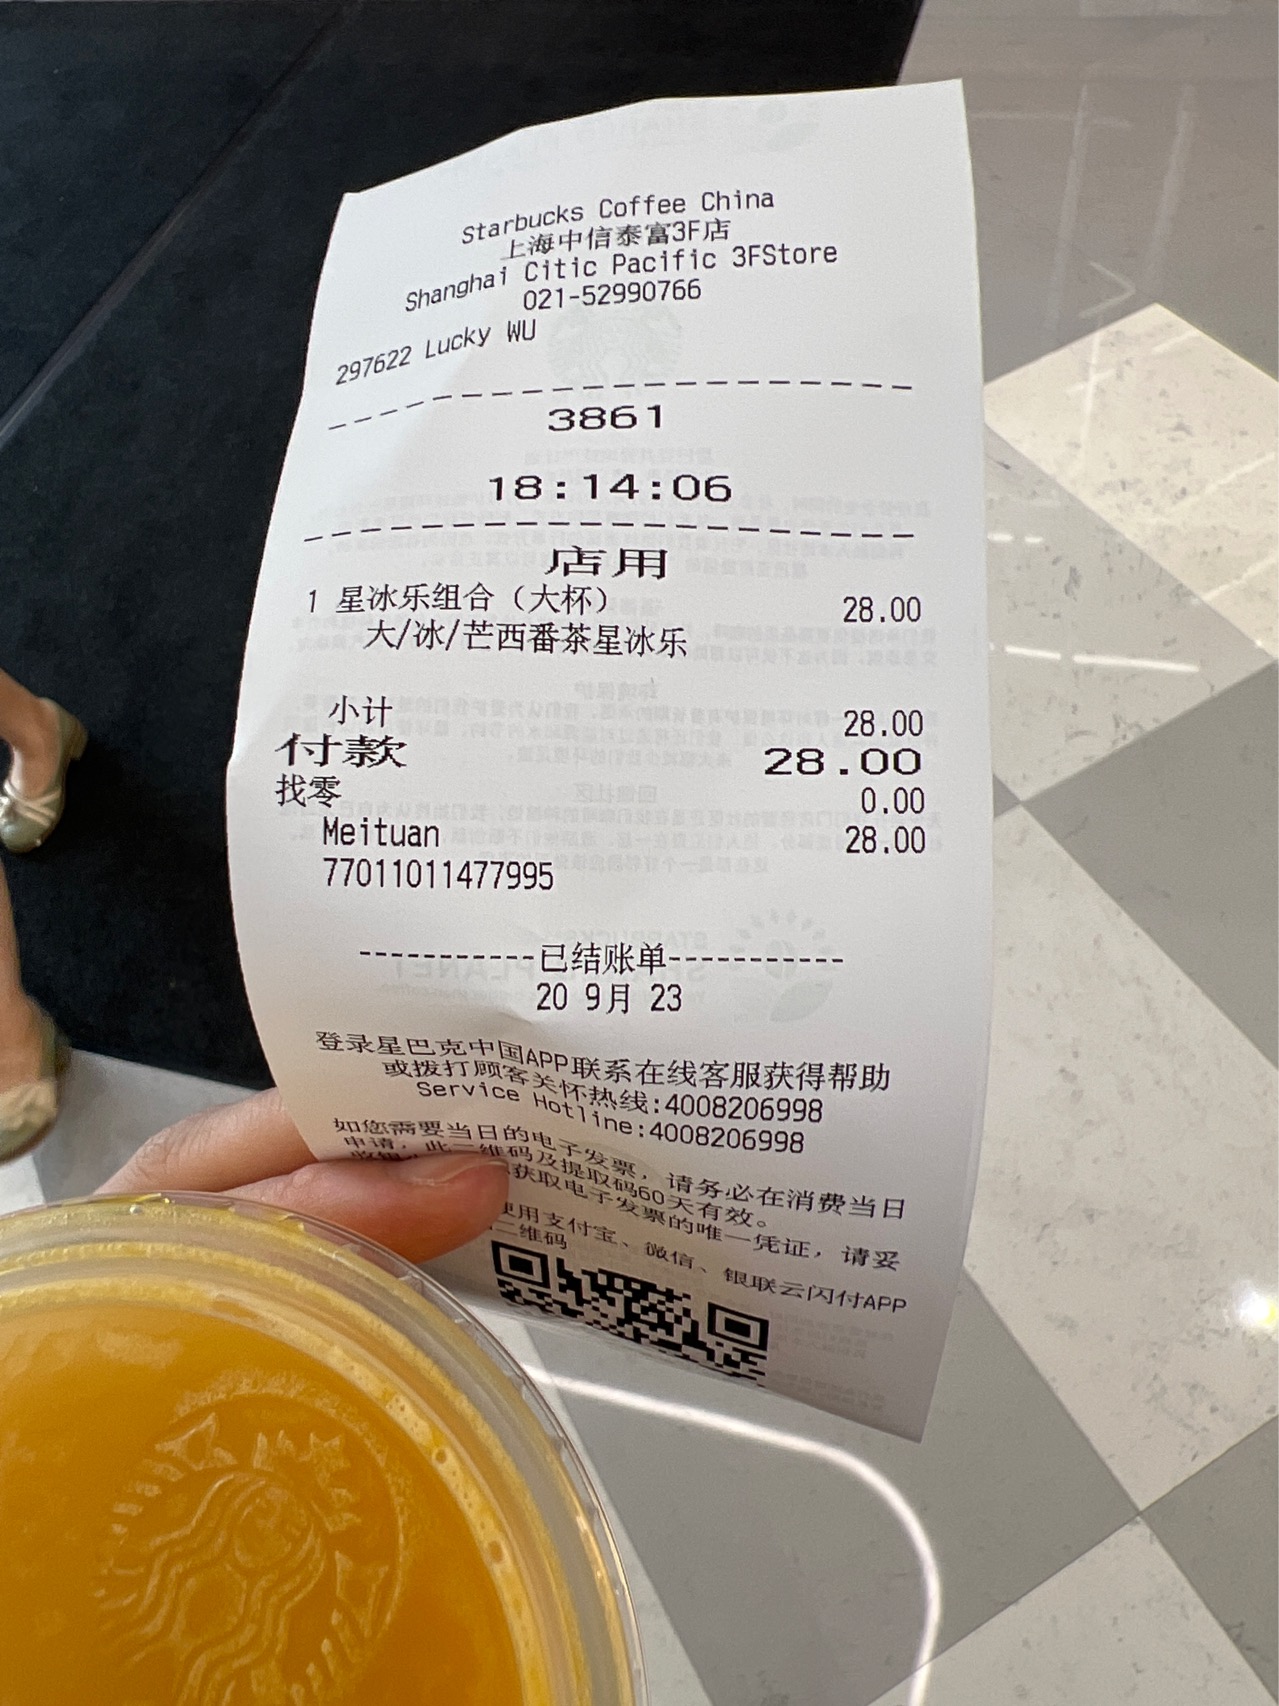 Starbucks Coffee China
上海中信泰富3F店
Shanghai Citic Pacific 3FStore
021-52990766
297622 Lucky WU
3861
18:14:06
店用
1 星冰乐组合（大杯） 28.00
大/冰/芒西番茶星冰乐
小计 28.00
付款 28.00
找零 0.00
Meituan 28.00
77011011477995
-----------已结账单-----------
20 9月 23
登录星巴克中国APP联系在线客服获得帮助
或拨打顾客关怀热线:4008206998
Service Hotline:4008206998
如您需要当日的电子发票，请务必在消费当日
申请，此二维码及提取码60天有效。
获取电子发票的唯一凭证，请妥
使用支付宝、微信、银联云闪付APP
二维码